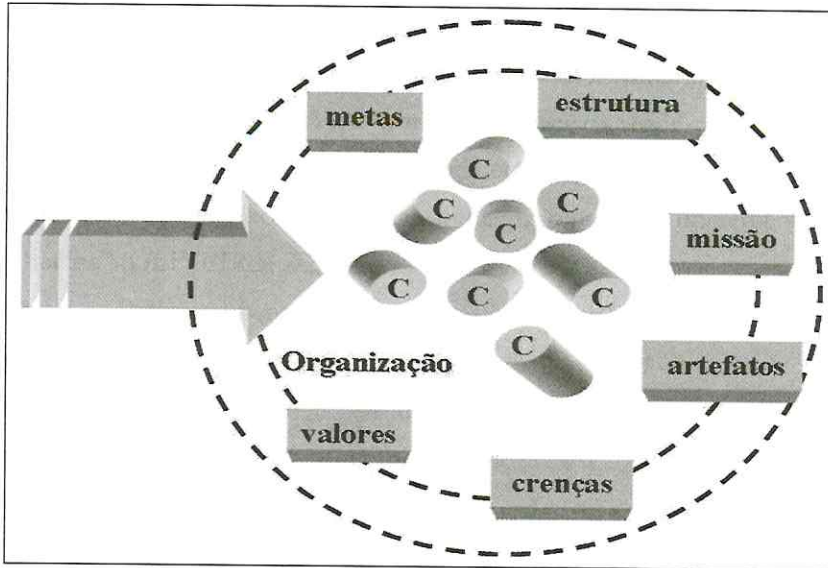 metas
estrutura
C
C
C
C
C
C
C
C
missão
Organização
artefatos
valores
crenças